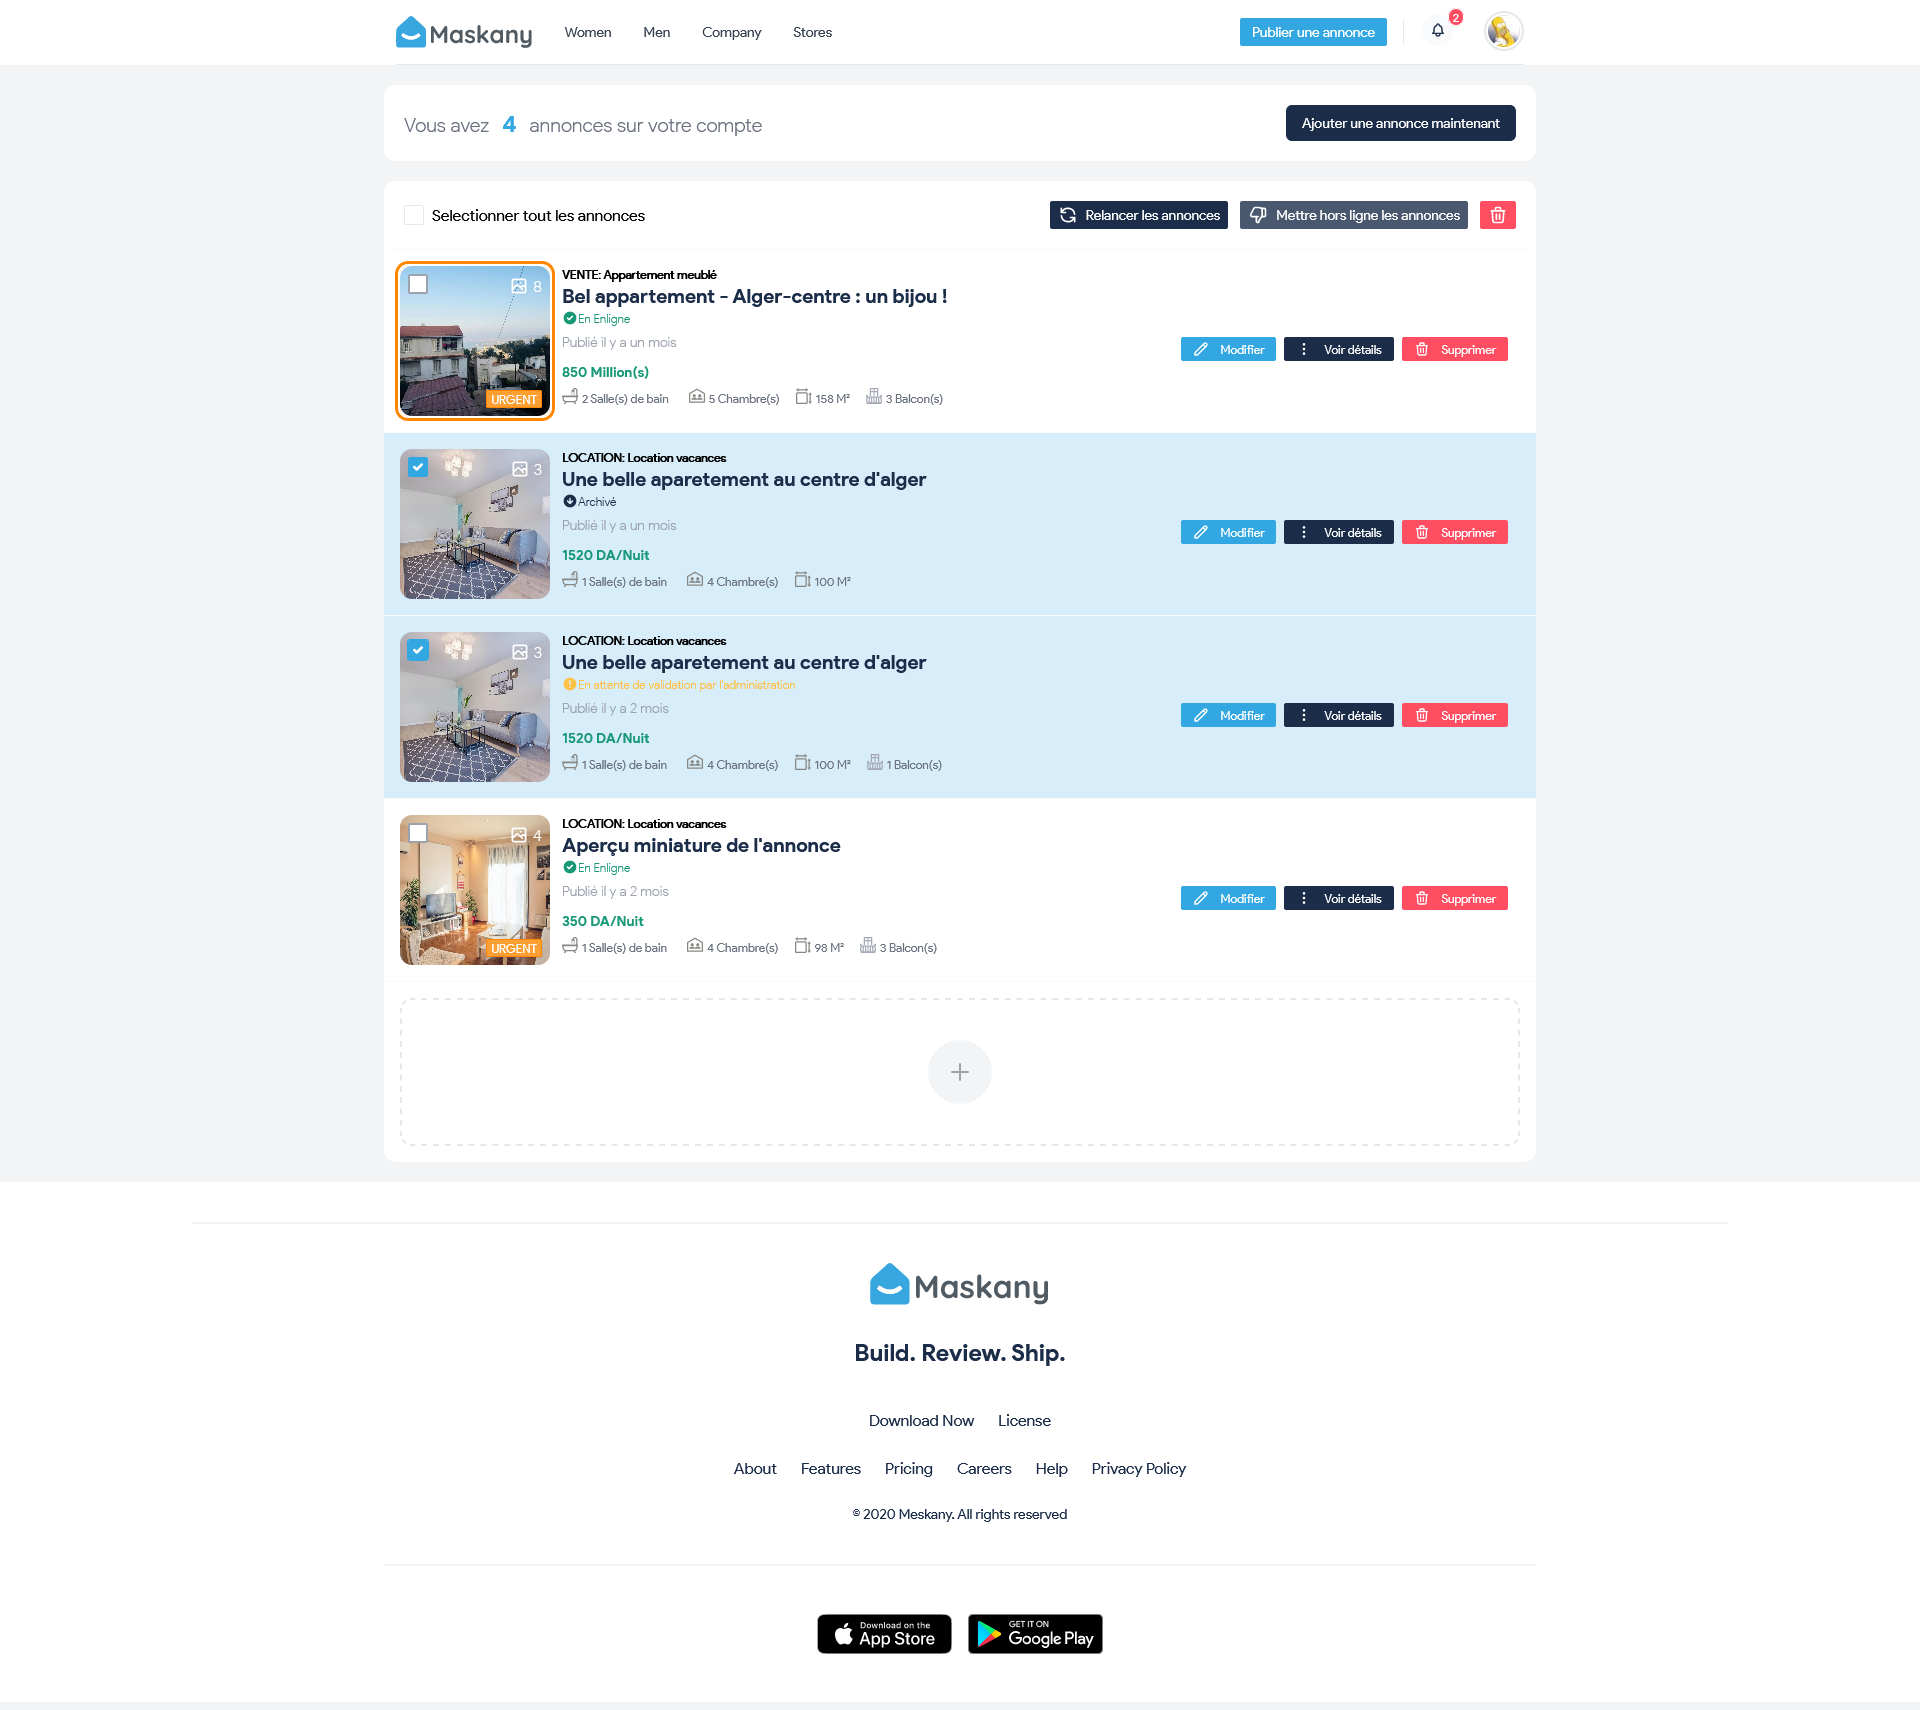 Maskany
Women
Men
Company
Stores
Publier une annonce
2
Vous avez 4 annonces sur votre compte
Ajouter une annonce maintenant
Selectionner tout les annonces
Relancer les annonces
Mettre hors ligne les annonces
8
URGENT
VENTE: Appartement meublé
Bel appartement - Alger-centre : un bijou !
En Enligne
Publié il y a un mois
850 Million(s)
2 Salle(s) de bain
5 Chambre(s)
158 M²
3 Balcon(s)
Modifier
Voir détails
Supprimer
3
LOCATION: Location vacances
Une belle aparetement au centre d'alger
Archivé
Publié il y a un mois
1520 DA/Nuit
1 Salle(s) de bain
4 Chambre(s)
100 M²
Modifier
Voir détails
Supprimer
3
LOCATION: Location vacances
Une belle aparetement au centre d'alger
En attente de validation par l'administration
Publié il y a 2 mois
1520 DA/Nuit
1 Salle(s) de bain
4 Chambre(s)
100 M²
1 Balcon(s)
Modifier
Voir détails
Supprimer
4
URGENT
LOCATION: Location vacances
Aperçu miniature de l'annonce
En Enligne
Publié il y a 2 mois
350 DA/Nuit
1 Salle(s) de bain
4 Chambre(s)
98 M²
3 Balcon(s)
Modifier
Voir détails
Supprimer
Maskany
Build. Review. Ship.
Download Now
License
About
Features
Pricing
Careers
Help
Privacy Policy
© 2020 Meskany. All rights reserved
Download on the
App Store
GET IT ON
Google Play